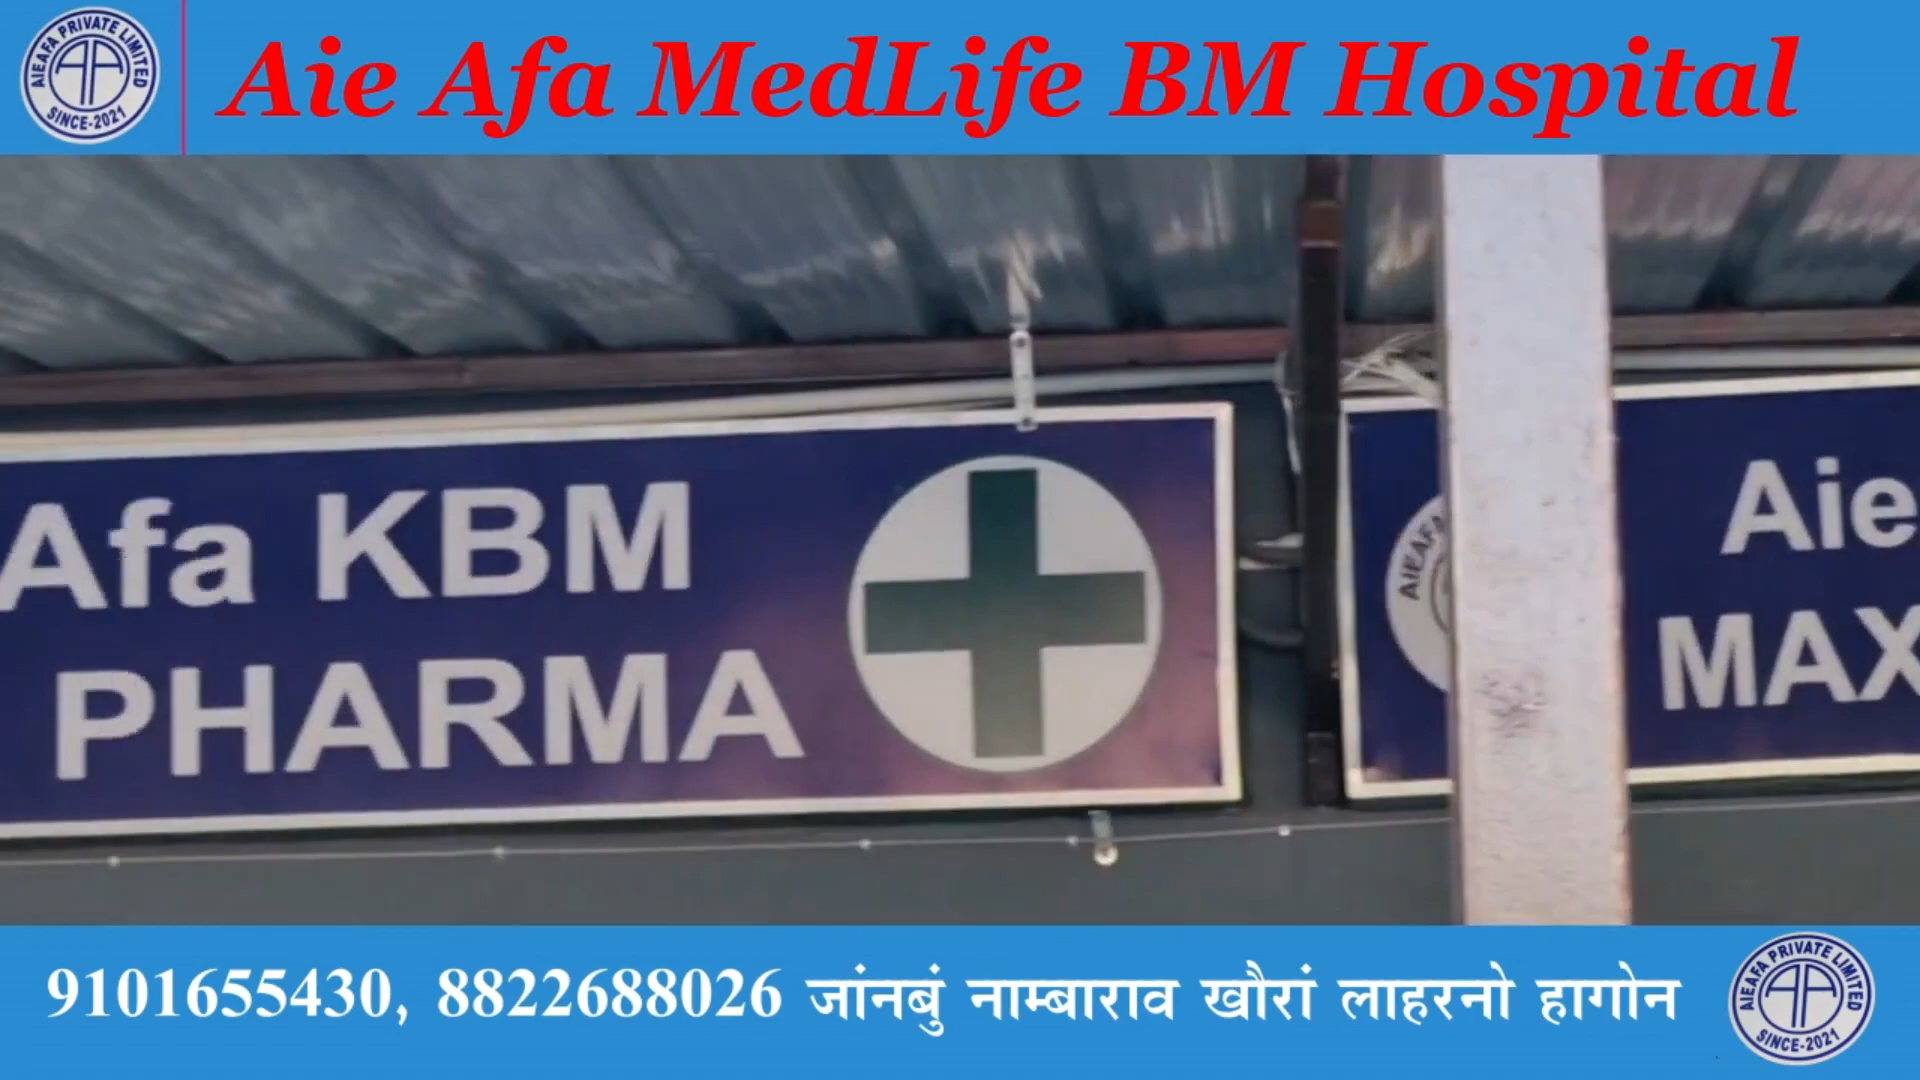 AIEAFA PRIVATE LIMITED
SINCE-2021
Aie Afa MedLife BM Hospital
Afa KBM
PHARMA
AIEAFA
Aie
MAX
9101655430, 8822688026 जांनबुं नाम्बाराव खौरां लाहरनो हागोन
AIEAFA PRIVATE LIMITED
SINCE-2021